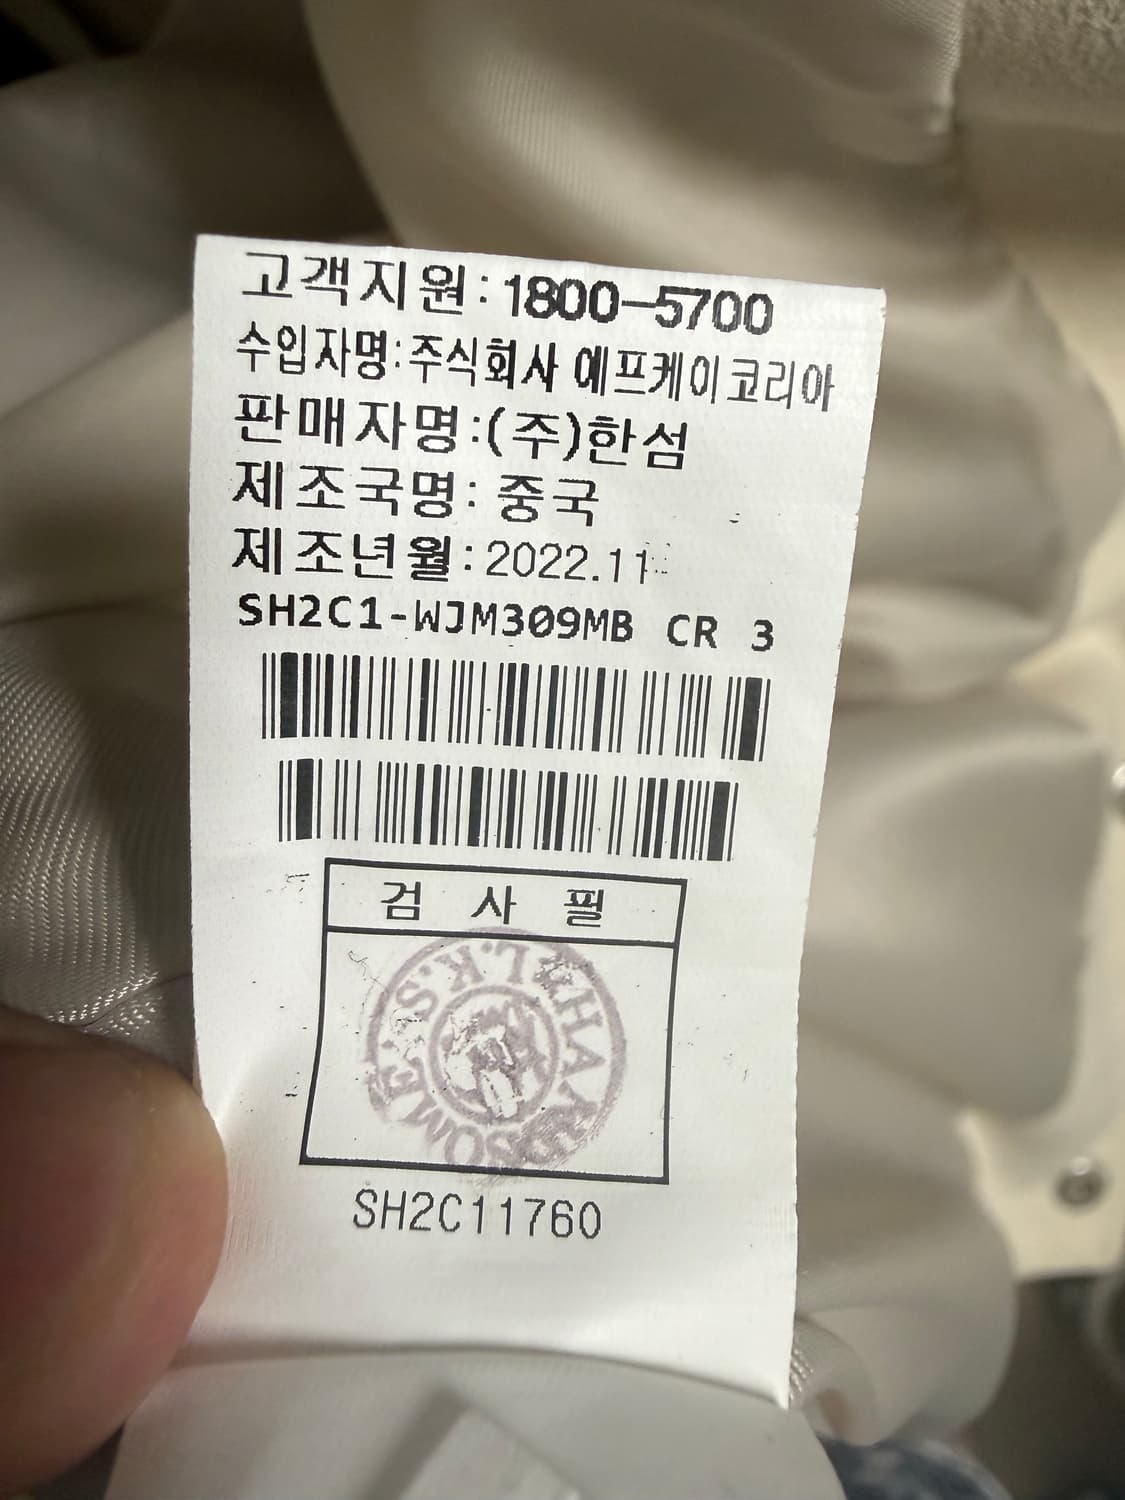 고객지원:1800-5700
수입자명:주식회사 에프케이코리아
판매자명:(주)한섬
제조국명: 중국
제조년월:2022.11
SH2C1-WJM309MB CR 3
검 사 필
HANDSOME'S.K.L.
SH2C11760